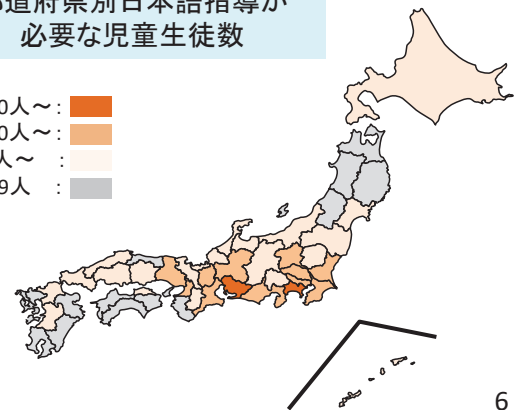 道府県別日本語指導が
必要な児童生徒数
0人～:
0人～:
人～ :
9人 :
6